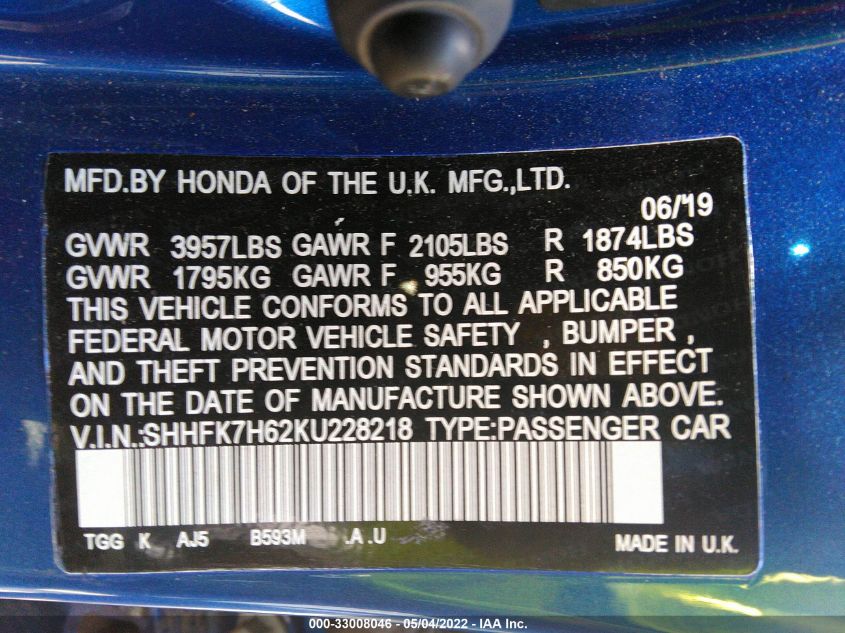 MFD.BY HONDA OF THE U.K. MFG.,LTD.
06/19
GVWR 3957LBS GAWR F 2105LBS R 1874LBS
GVWR 1795KG GAWR F 955KG R 850KG
THIS VEHICLE CONFORMS TO ALL APPLICABLE
FEDERAL MOTOR VEHICLE SAFETY , BUMPER ,
AND THEFT PREVENTION STANDARDS IN EFFECT
ON THE DATE OF MANUFACTURE SHOWN ABOVE.
V.I.N.:SHHFK7H62KU228218 TYPE:PASSENGER CAR
TGG K AJ5 B593M .A .U
MADE IN U.K.
000-33008046 - 05/04/2022 - IAA Inc.